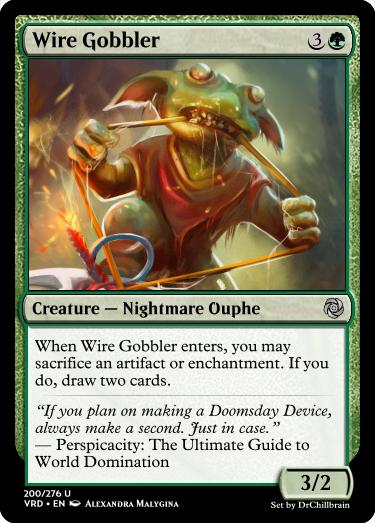 Wire Gobbler 3
Creature — Nightmare Ouphe
When Wire Gobbler enters, you may
sacrifice an artifact or enchantment. If you
do, draw two cards.
“If you plan on making a Doomsday Device,
always make a second. Just in case.”
— Perspicacity: The Ultimate Guide to
World Domination
3/2
200/276 U
VRD • EN Alexandra Malygina
Set by DrChillbrain